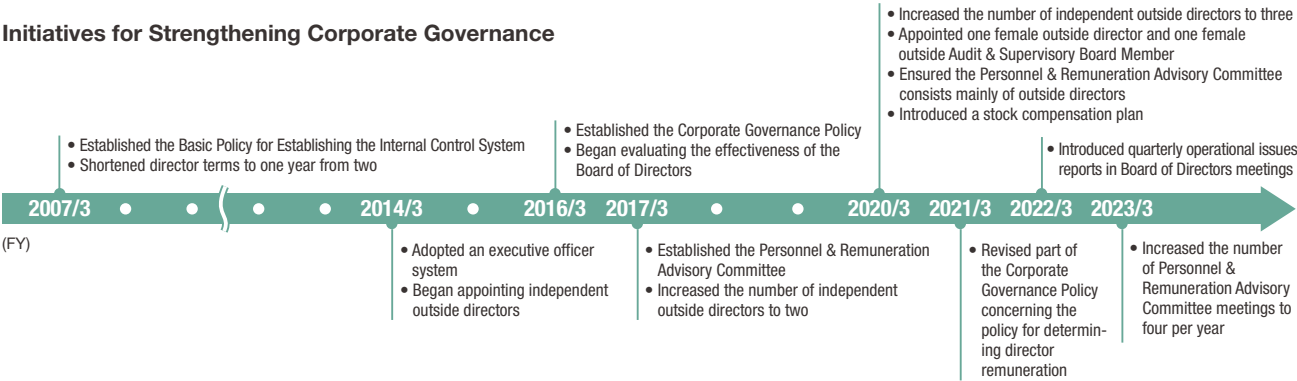 Initiatives for Strengthening Corporate Governance
• Increased the number of independent outside directors to three
• Appointed one female outside director and one female
outside Audit & Supervisory Board Member
• Ensured the Personnel & Remuneration Advisory Committee
consists mainly of outside directors
• Introduced a stock compensation plan
• Established the Basic Policy for Establishing the Internal Control System
• Shortened director terms to one year from two
• Established the Corporate Governance Policy
• Began evaluating the effectiveness of the
Board of Directors
• Introduced quarterly operational issues
reports in Board of Directors meetings
2007/3 2014/3 2016/3 2017/3 2020/3 2021/3 2022/3 2023/3
(FY)
• Adopted an executive officer
system
• Began appointing independent
outside directors
• Established the Personnel & Remuneration
Advisory Committee
• Increased the number of independent
outside directors to two
• Revised part of
the Corporate
Governance Policy
concerning the
policy for determin-
ing director
remuneration
• Increased the number
of Personnel &
Remuneration Advisory
Committee meetings to
four per year